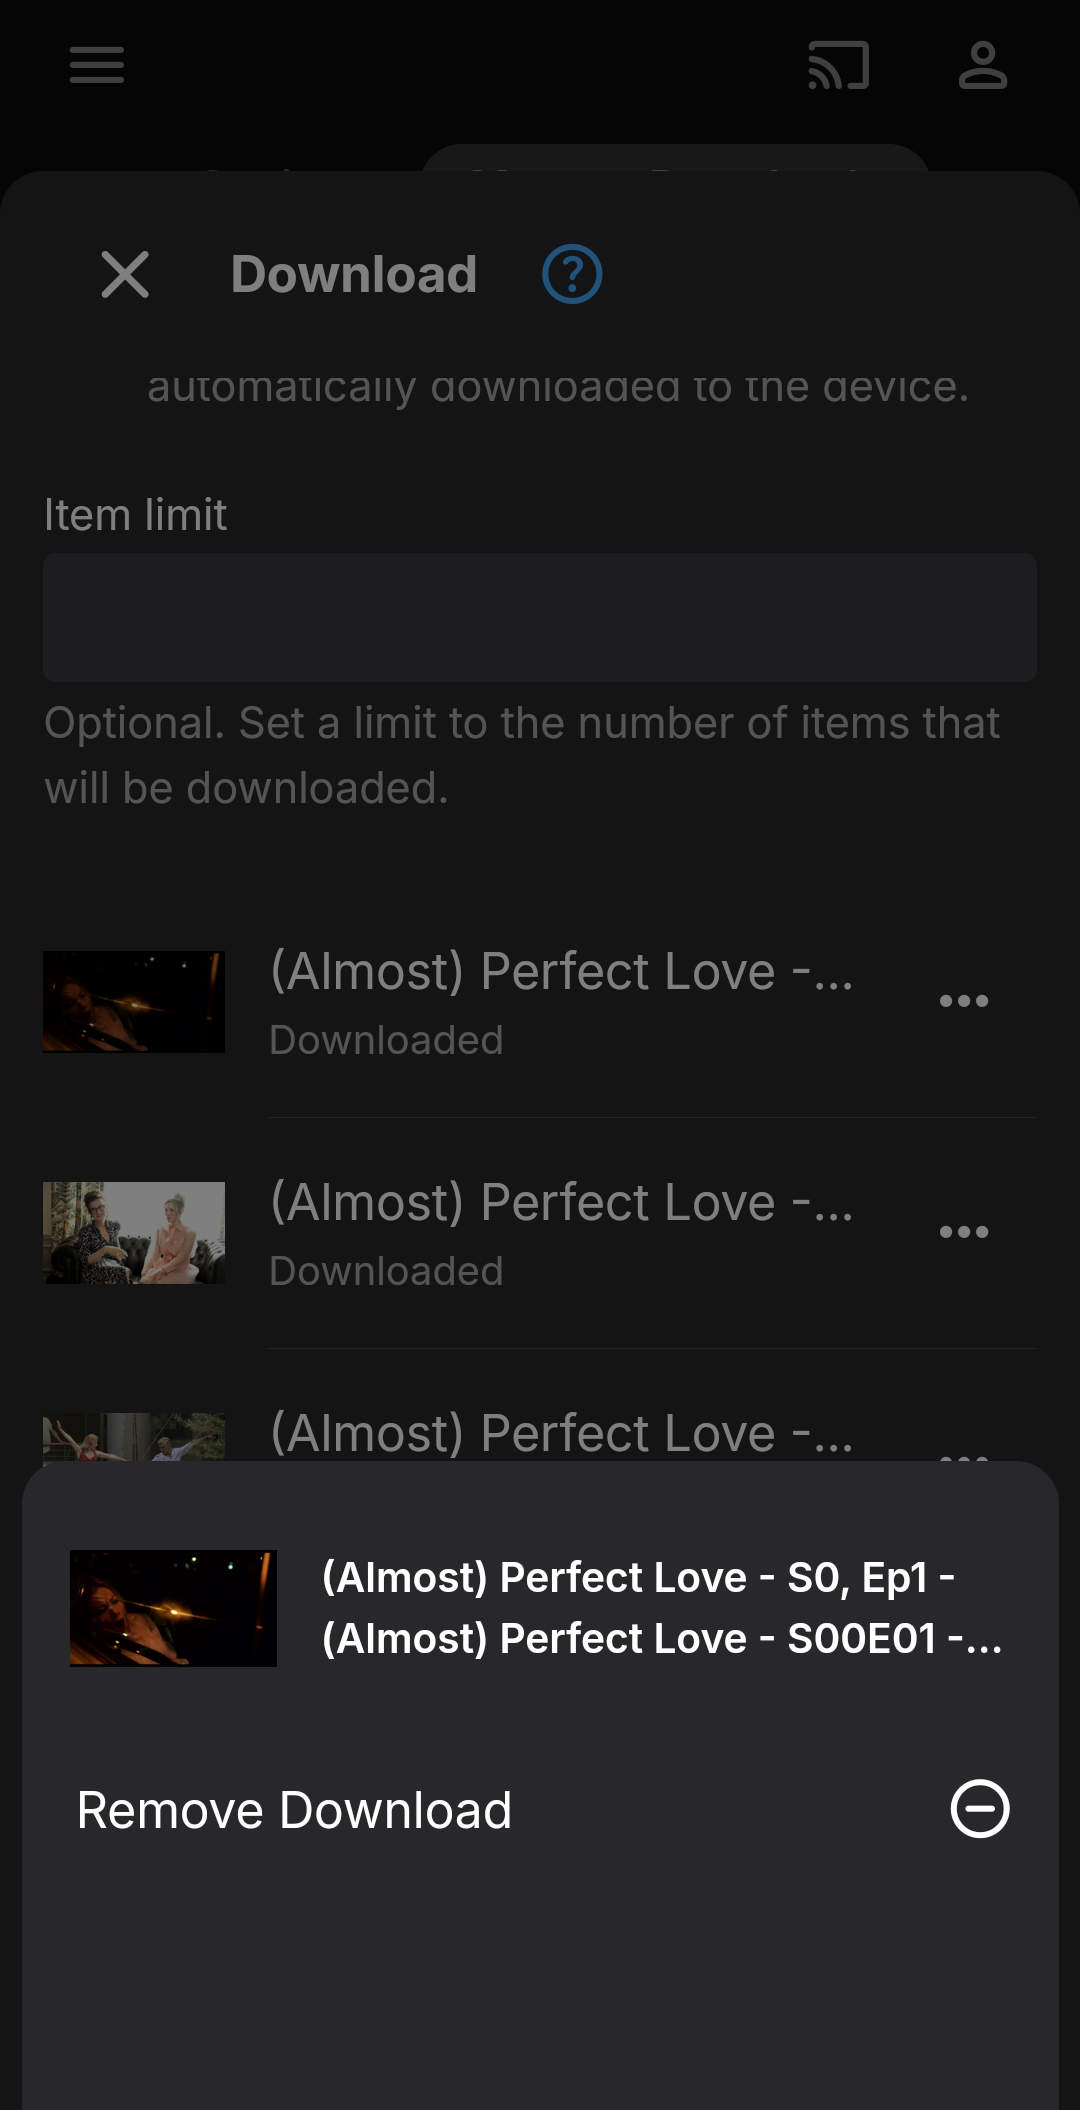 Download
automatically downloaded to the device.
Item limit
Optional. Set a limit to the number of items that
will be downloaded.
(Almost) Perfect Love -...
Downloaded
(Almost) Perfect Love -...
Downloaded
(Almost) Perfect Love -...
(Almost) Perfect Love - S0, Ep1 -
(Almost) Perfect Love - S00E01 -...
Remove Download